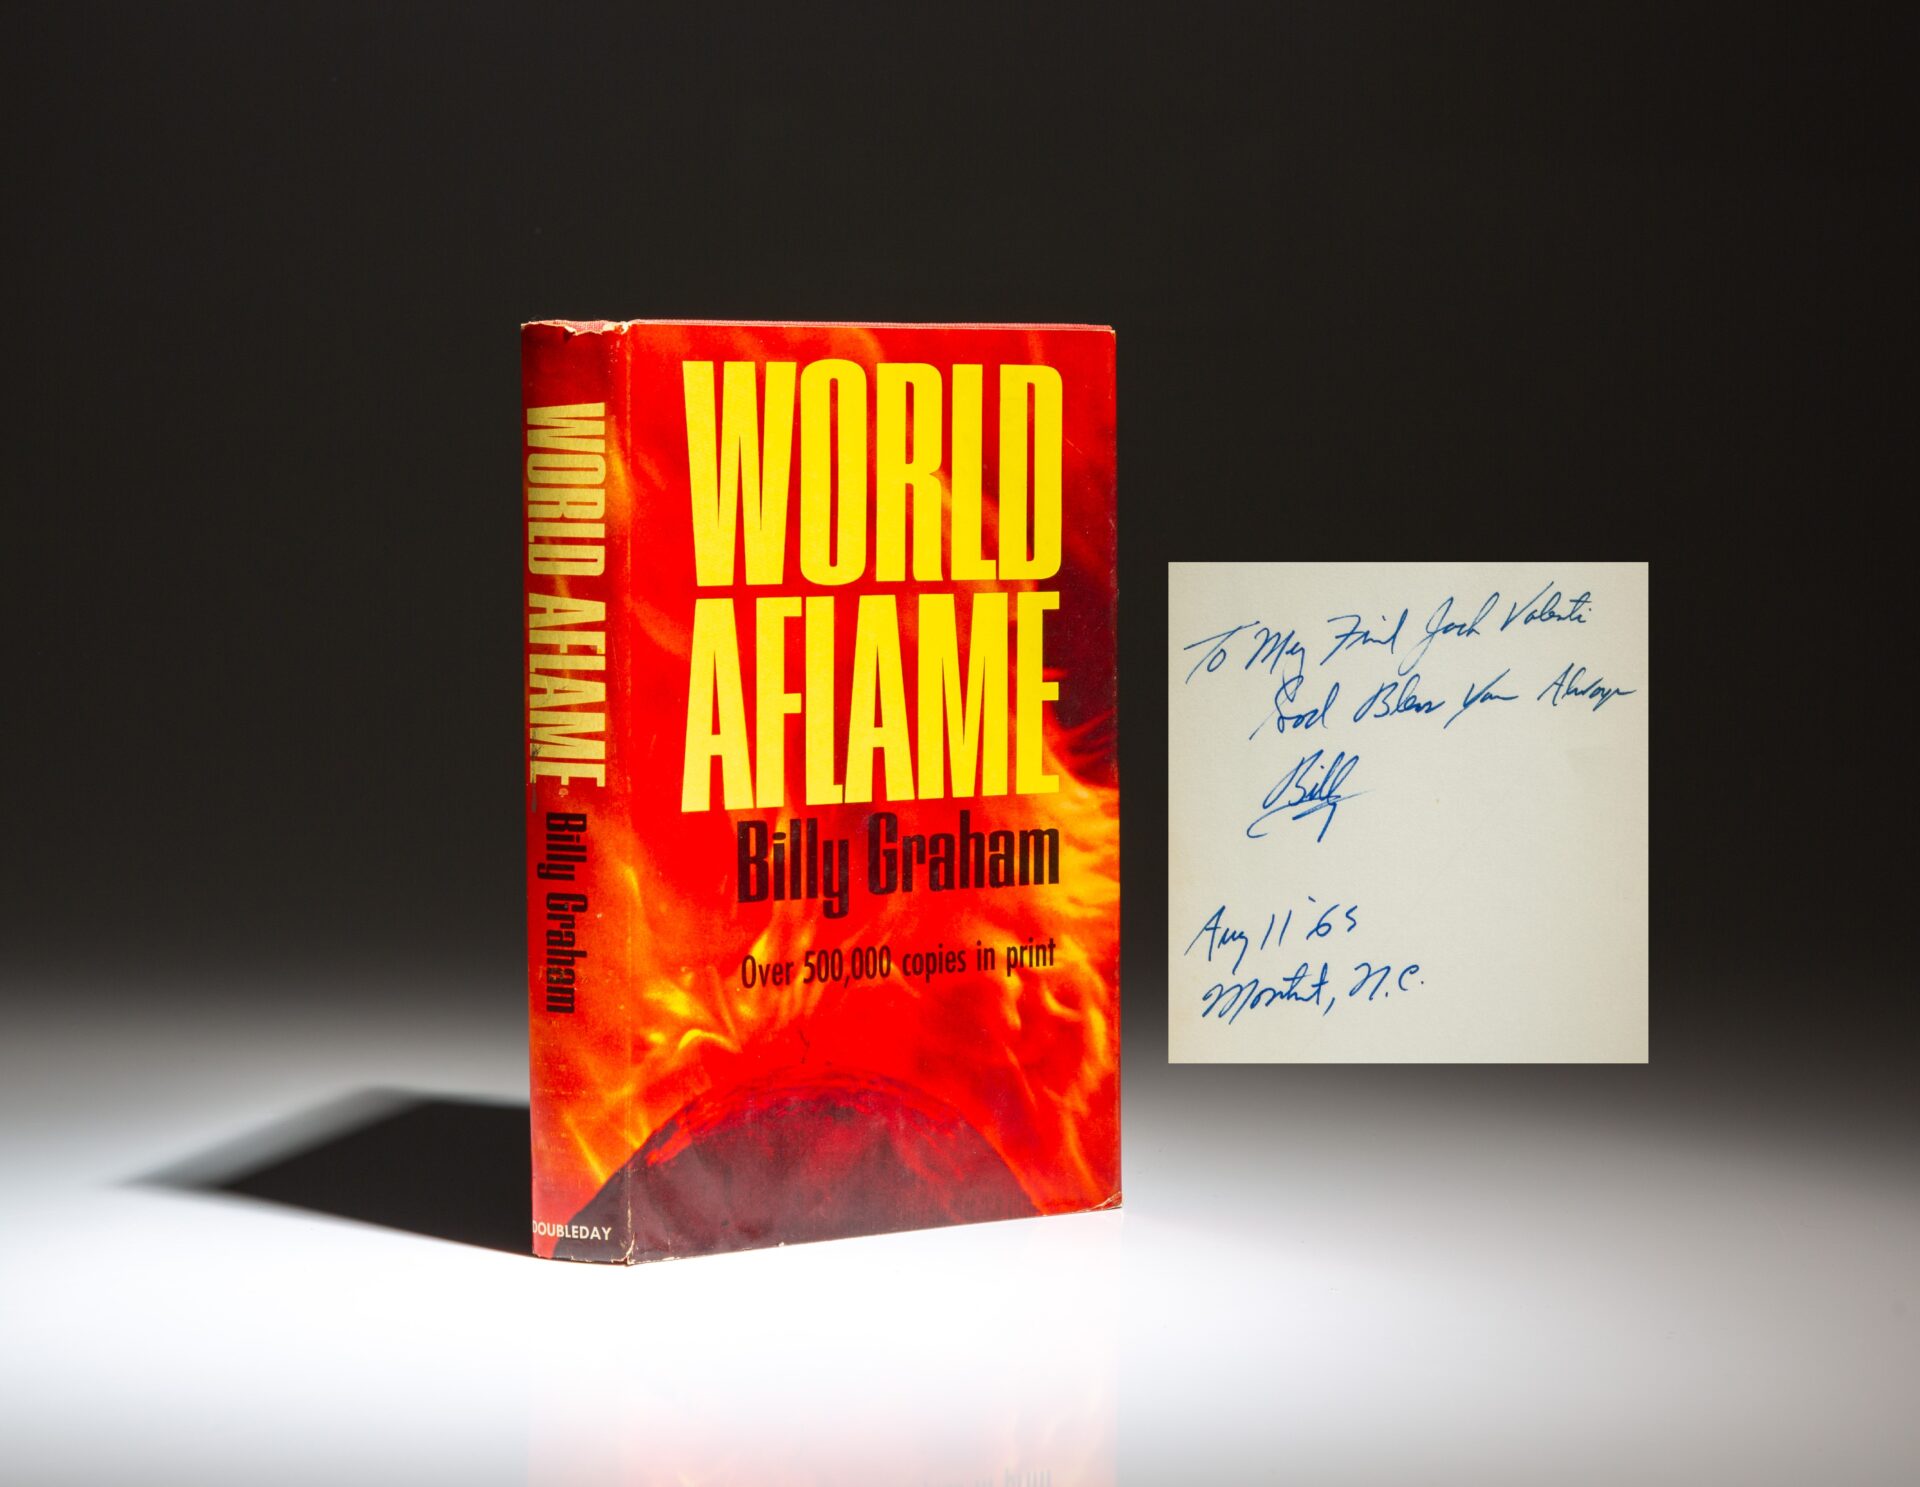 WORLD AFLAME Billy Graham
DOUBLEDAY
WORLD
AFLAME
Billy Graham
Over 500,000 copies in print
To My Friend Jack Valenti
God Bless You Always
Billy
Aug 11 '65
Montreat, N.C.